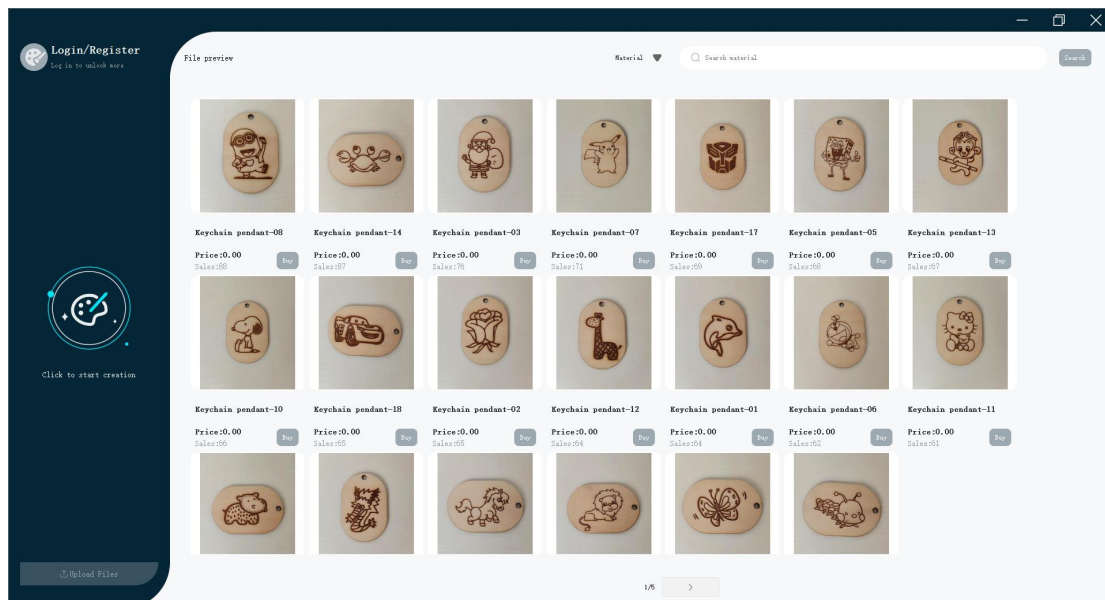 Login/Register
Log in to unlock more
File preview
Material
Search material
Search
Keychain pendant-08
Keychain pendant-14
Keychain pendant-03
Keychain pendant-07
Keychain pendant-17
Keychain pendant-05
Keychain pendant-13
Price:0.00 Price:0.00 Price:0.00 Price:0.00 Price:0.00 Price:0.00 Price:0.00
Buy Buy Buy Buy Buy Buy Buy
Sales:88 Sales:87 Sales:76 Sales:71 Sales:69 Sales:68 Sales:67
Click to start creation
Keychain pendant-10
Keychain pendant-18
Keychain pendant-02
Keychain pendant-12
Keychain pendant-01
Keychain pendant-06
Keychain pendant-11
Price:0.00 Price:0.00 Price:0.00 Price:0.00 Price:0.00 Price:0.00 Price:0.00
Buy Buy Buy Buy Buy Buy Buy
Sales:66 Sales:65 Sales:65 Sales:64 Sales:64 Sales:62 Sales:61
Upload Files
1/5